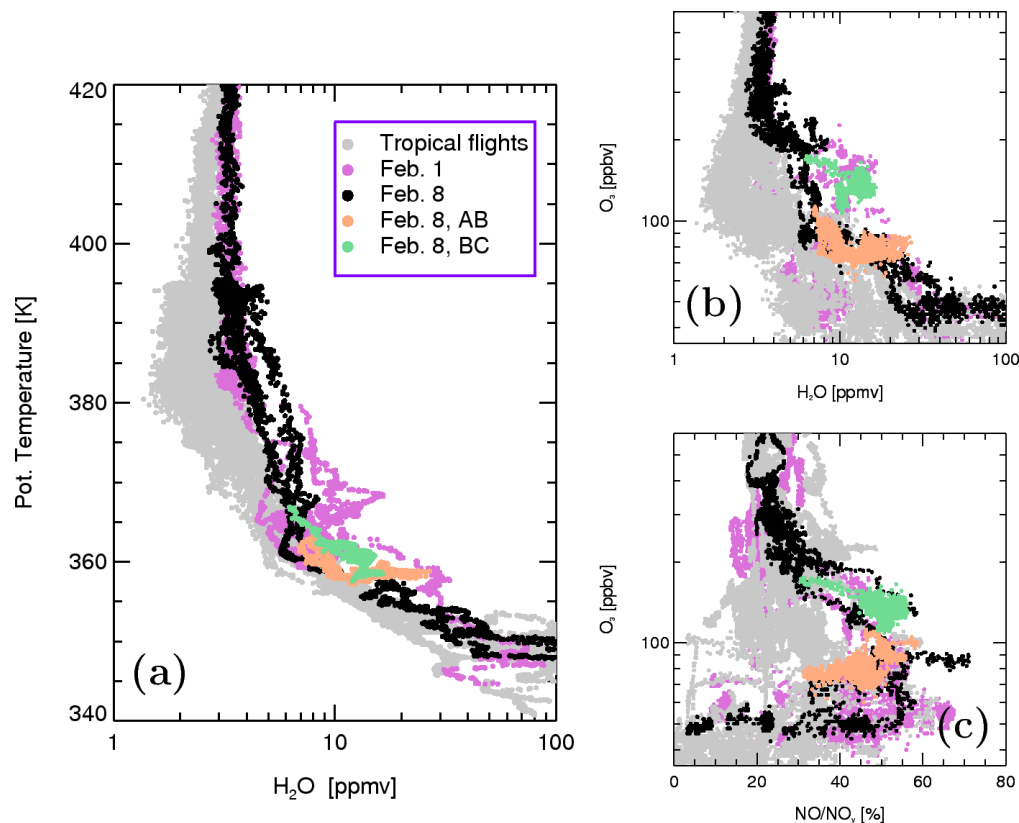 420
400
380
360
340
Pot. Temperature [K]
1
10
100
H₂O [ppmv]
Tropical flights
Feb. 1
Feb. 8
Feb. 8, AB
Feb. 8, BC
(a)
100
O₃ [ppbv]
(b)
1
10
100
H₂O [ppmv]
100
O₃ [ppbv]
(c)
0
20
40
60
80
NO/NOᵧ [%]